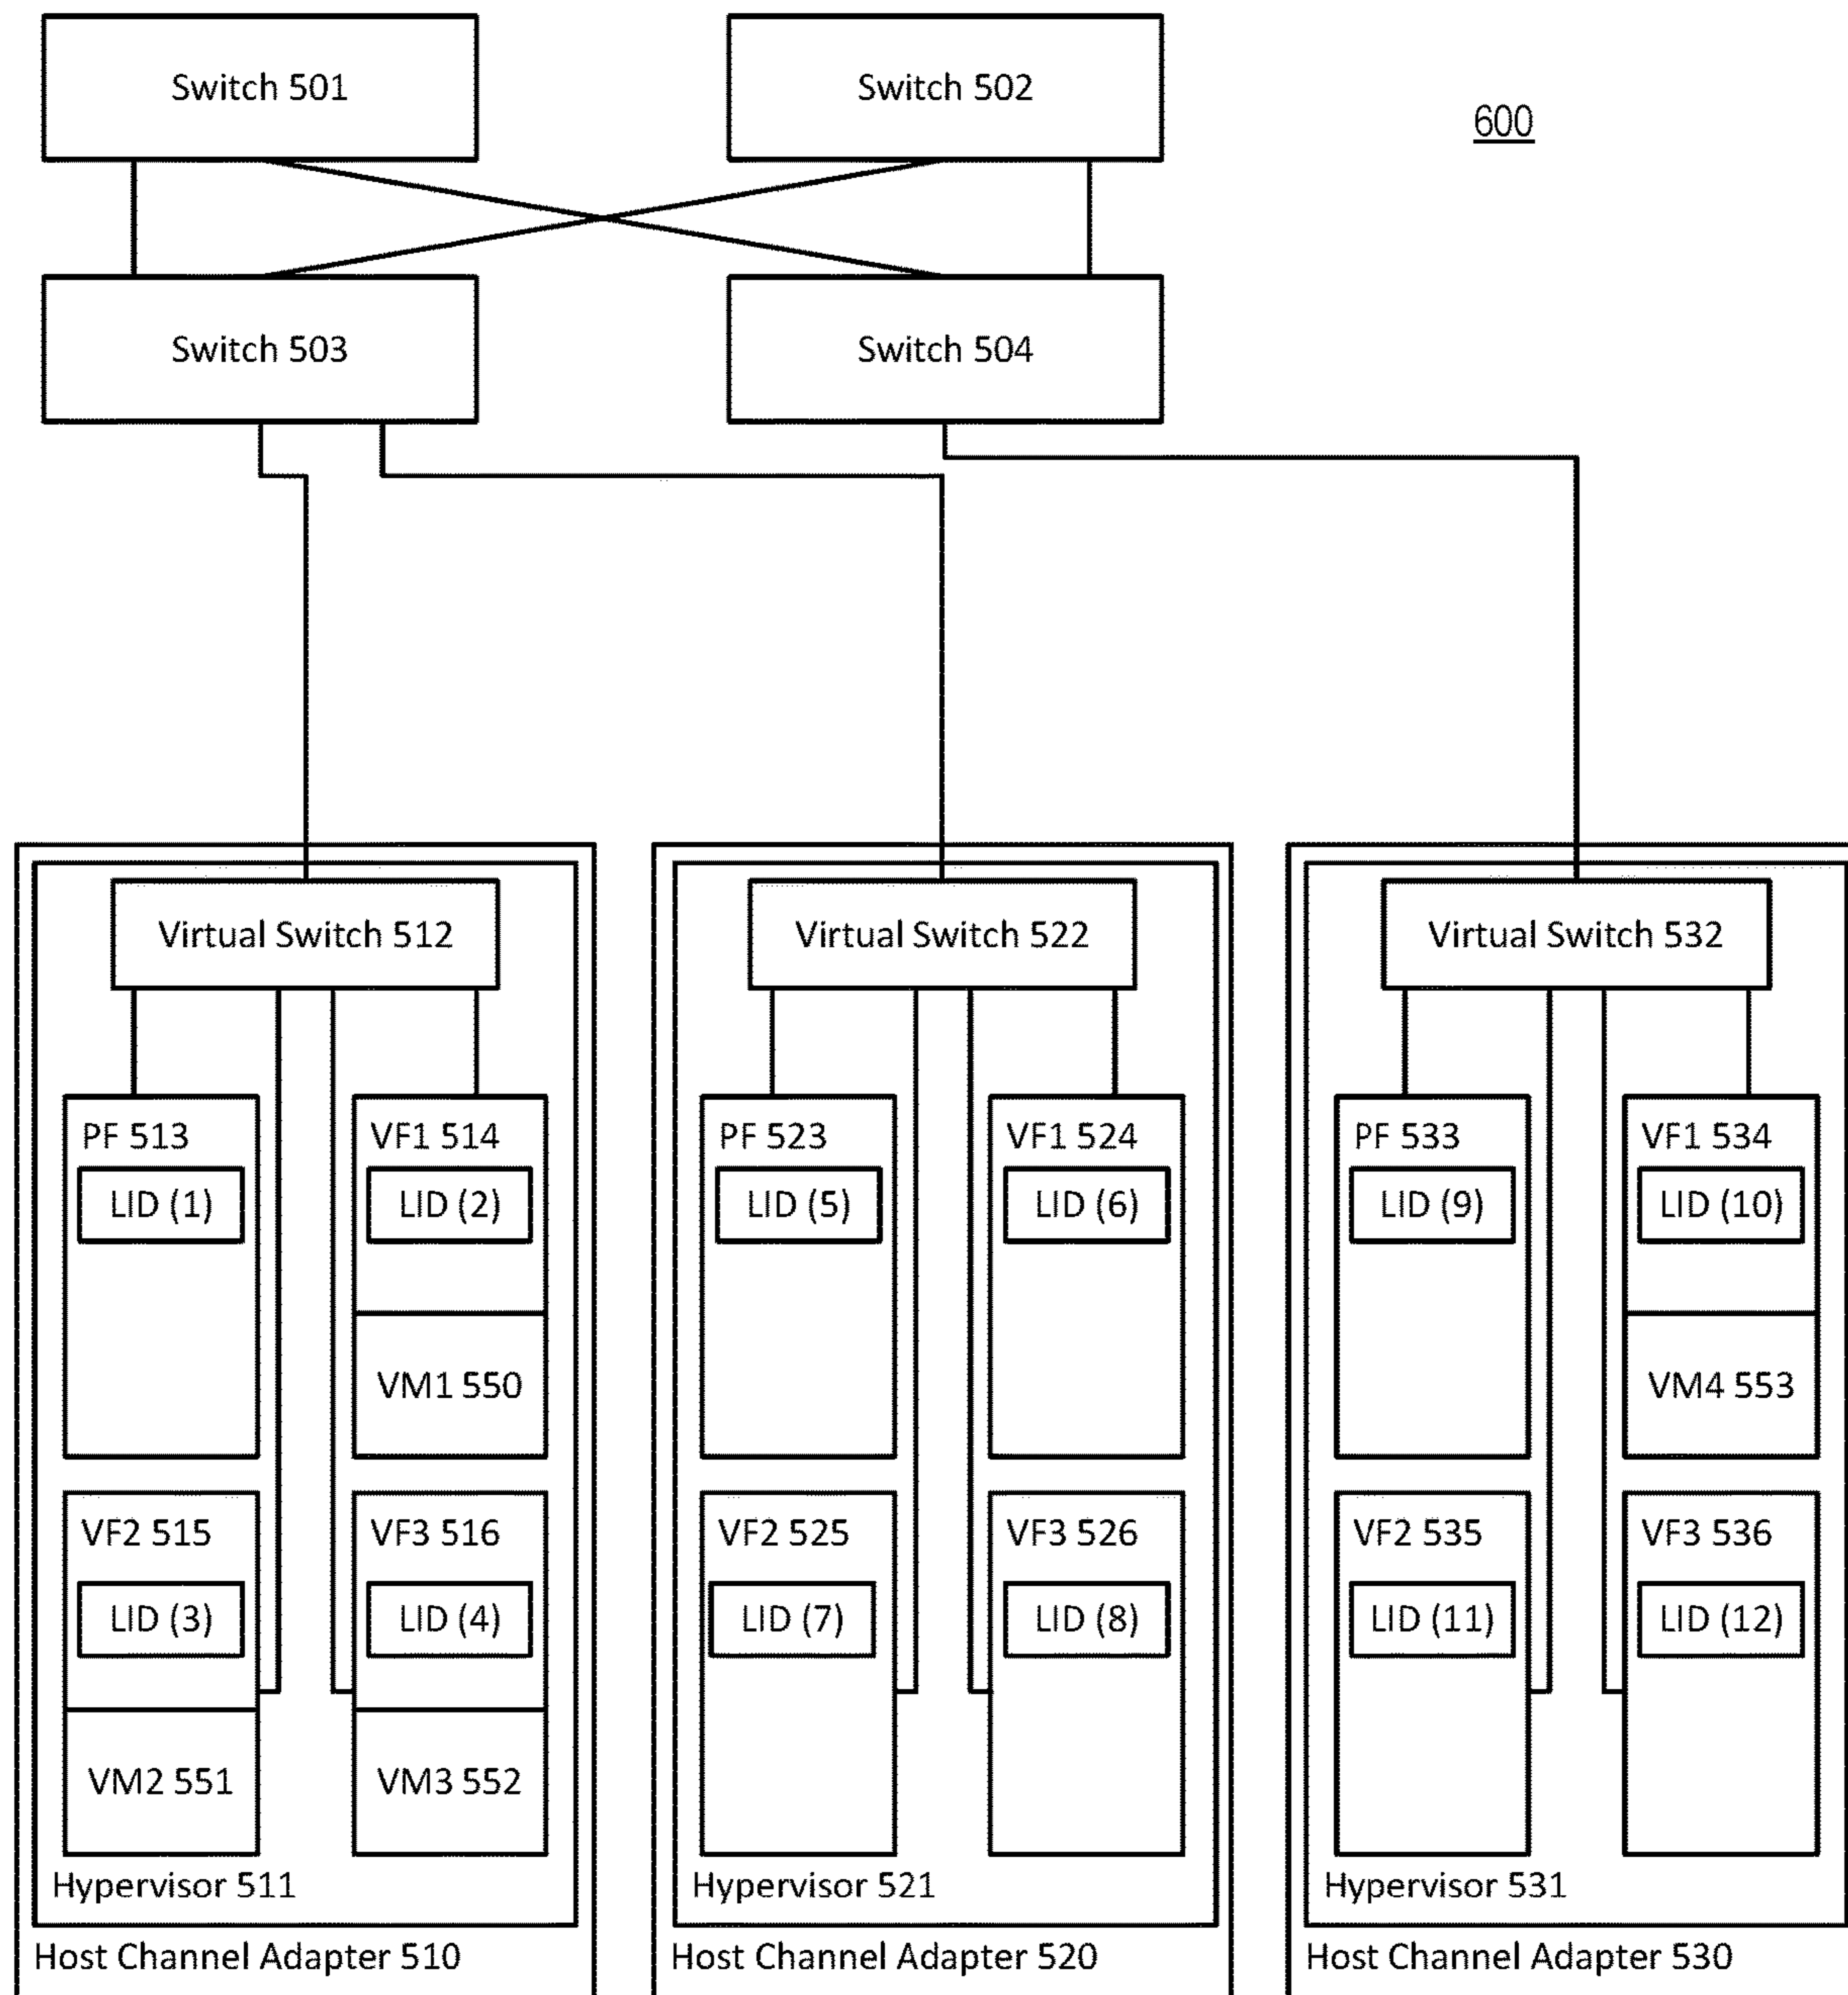 Switch 501
Switch 502
600
Switch 503
Switch 504
Virtual Switch 512
Virtual Switch 522
Virtual Switch 532
PF 513
LID (1)
VF1 514
LID (2)
VM1 550
VF2 515
LID (3)
VM2 551
VF3 516
LID (4)
VM3 552
Hypervisor 511
Host Channel Adapter 510
PF 523
LID (5)
VF1 524
LID (6)
VF2 525
LID (7)
VF3 526
LID (8)
Hypervisor 521
Host Channel Adapter 520
PF 533
LID (9)
VF1 534
LID (10)
VM4 553
VF2 535
LID (11)
VF3 536
LID (12)
Hypervisor 531
Host Channel Adapter 530